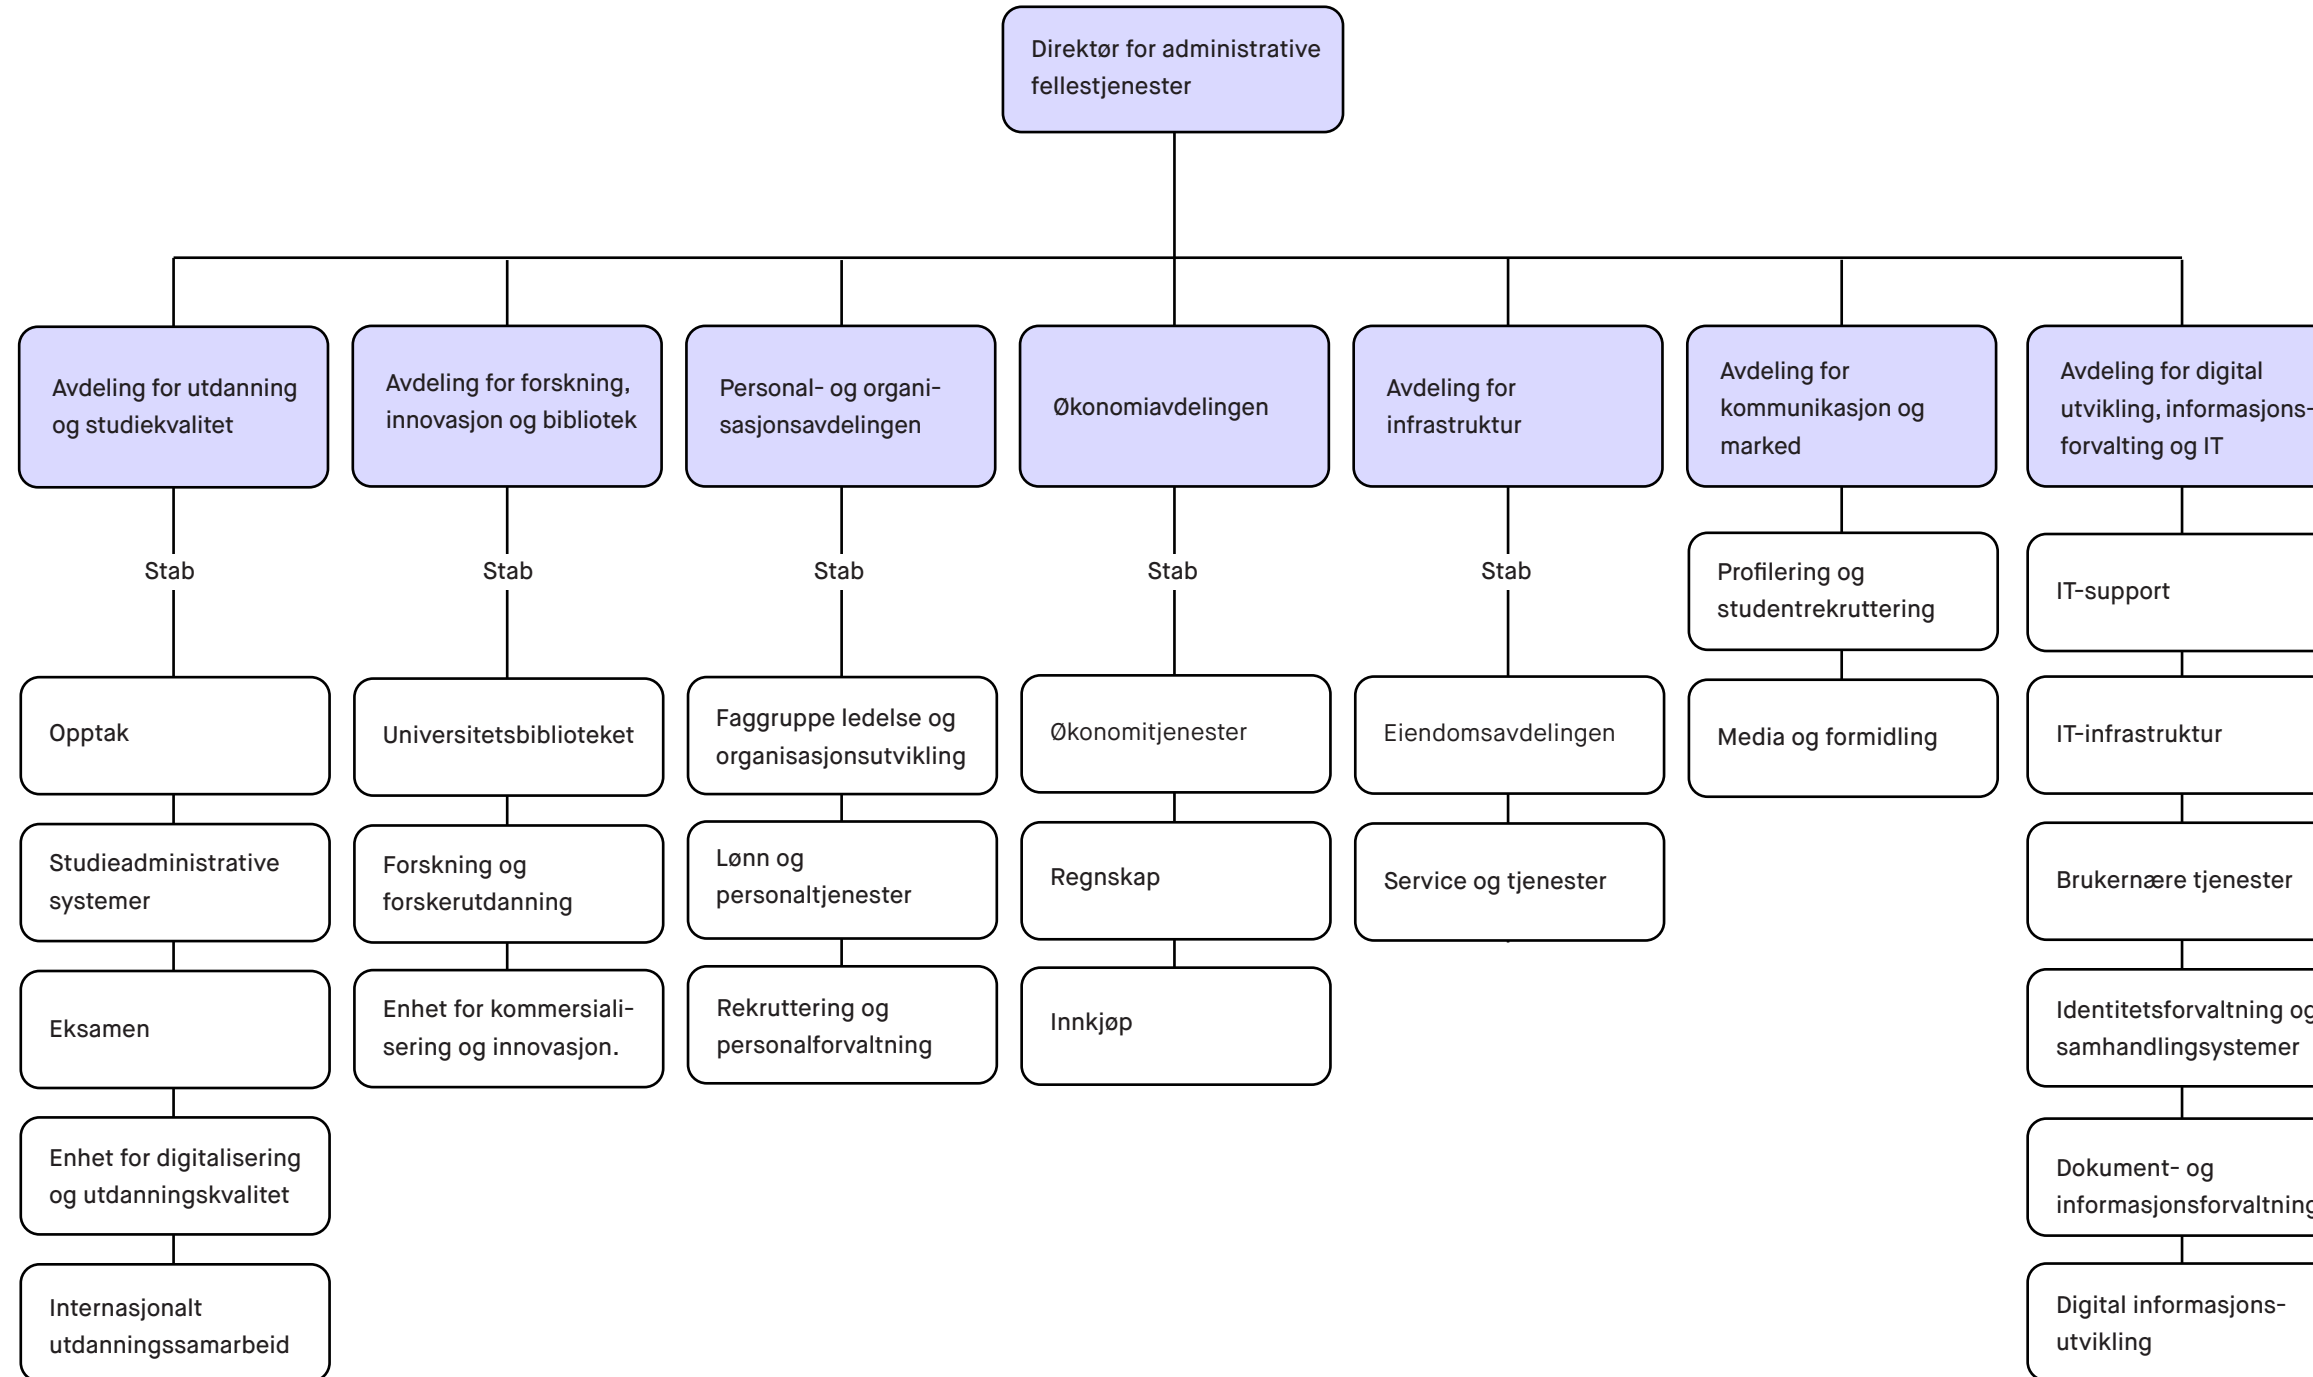 Direktør for administrative
fellestjenester
Avdeling for utdanning
og studiekvalitet
Avdeling for forskning,
innovasjon og bibliotek
Personal- og organi-
sasjonsavdelingen
Økonomiavdelingen
Avdeling for
infrastruktur
Avdeling for
kommunikasjon og
marked
Avdeling for digital
utvikling, informasjons-
forvalting og IT
Stab
Stab
Stab
Stab
Stab
Opptak
Studieadministrative
systemer
Eksamen
Enhet for digitalisering
og utdanningskvalitet
Internasjonalt
utdanningssamarbeid
Universitetsbiblioteket
Forskning og
forskerutdanning
Enhet for kommersiali-
sering og innovasjon.
Faggruppe ledelse og
organisasjonsutvikling
Lønn og
personaltjenester
Rekruttering og
personalforvaltning
Økonomitjenester
Regnskap
Innkjøp
Eiendomsavdelingen
Service og tjenester
Profilering og
studentrekruttering
Media og formidling
IT-support
IT-infrastruktur
Brukernære tjenester
Identitetsforvaltning og
samhandlingsystemer
Dokument- og
informasjonsforvaltning
Digital informasjons-
utvikling